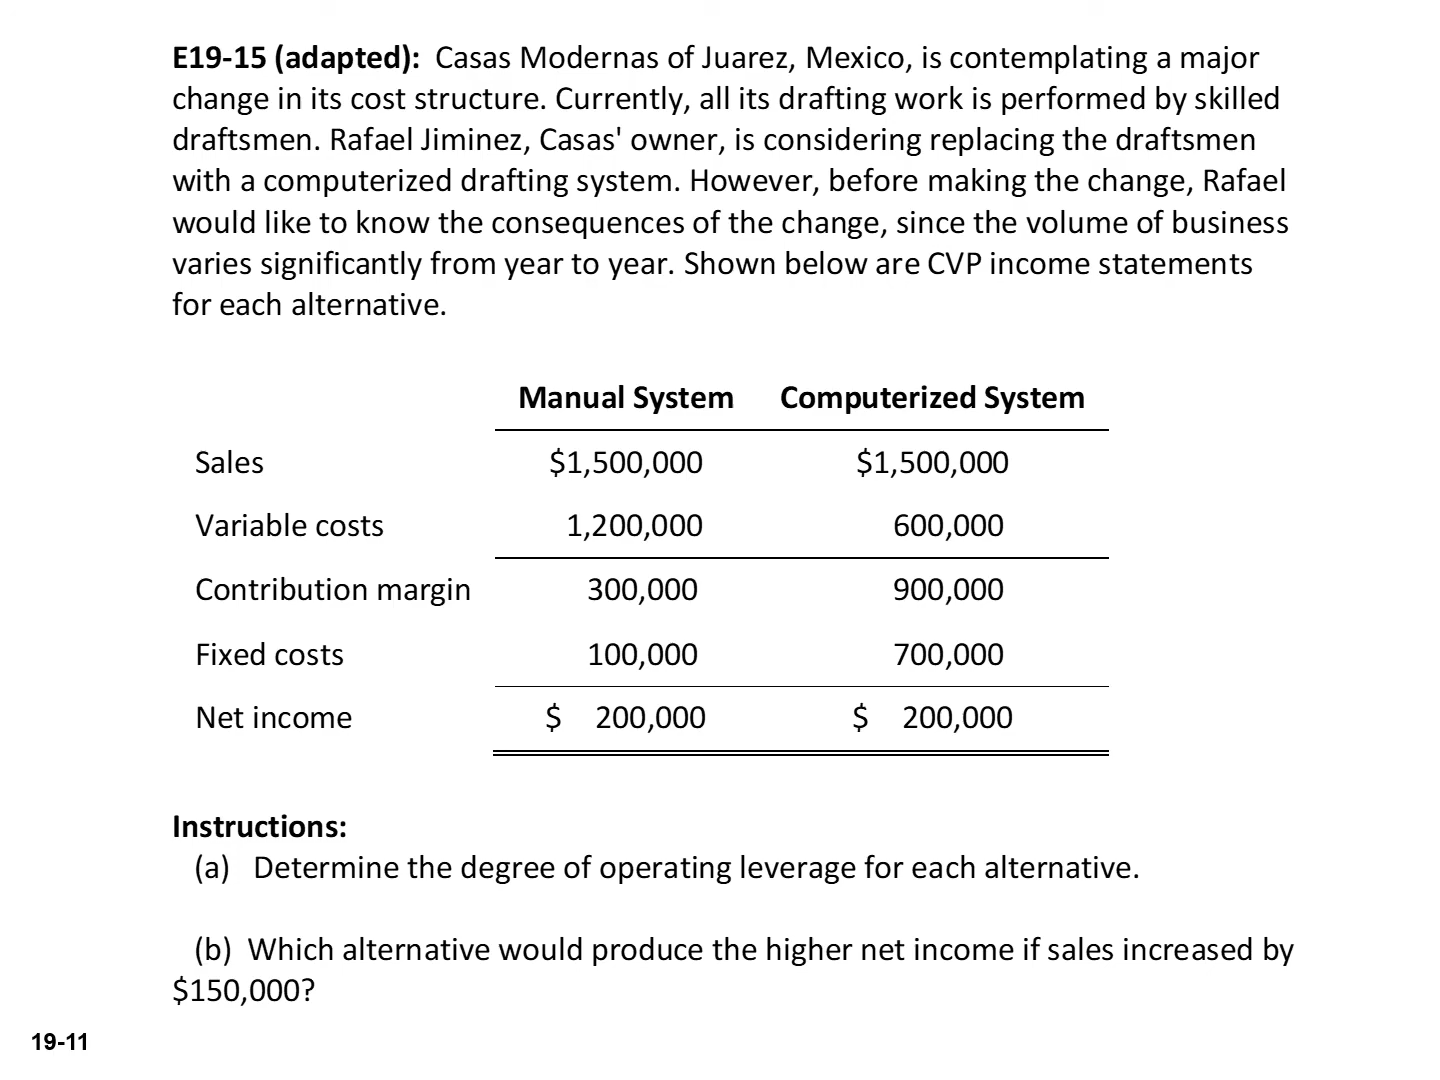 E19-15 (adapted): Casas Modernas of Juarez, Mexico, is contemplating a major
change in its cost structure. Currently, all its drafting work is performed by skilled
draftsmen. Rafael Jiminez, Casas' owner, is considering replacing the draftsmen
with a computerized drafting system. However, before making the change, Rafael
would like to know the consequences of the change, since the volume of business
varies significantly from year to year. Shown below are CVP income statements
for each alternative.
Manual System Computerized System
Sales $1,500,000 $1,500,000
Variable costs 1,200,000 600,000
Contribution margin 300,000 900,000
Fixed costs 100,000 700,000
Net income $ 200,000 $ 200,000
Instructions:
(a) Determine the degree of operating leverage for each alternative.
(b) Which alternative would produce the higher net income if sales increased by
$150,000?
19-11